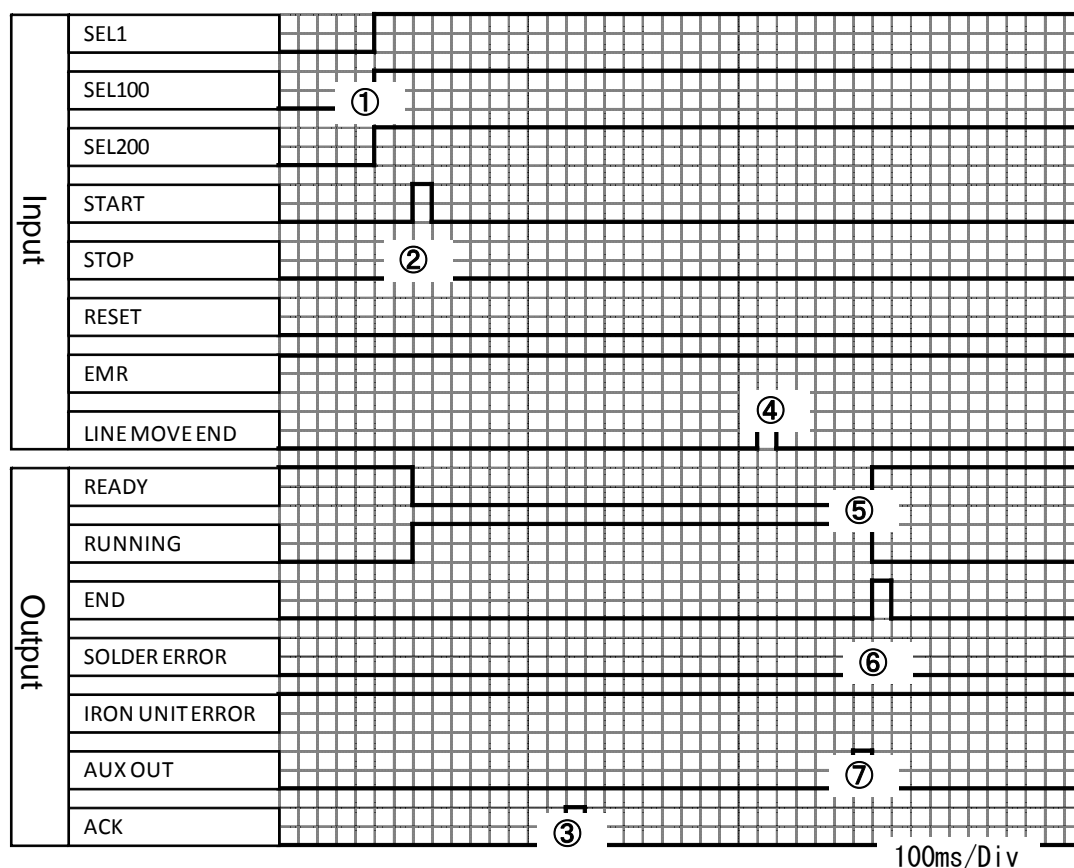 Input
SEL1
SEL100
①
SEL200
START
STOP
②
RESET
EMR
④
LINE MOVE END
Output
READY
⑤
RUNNING
END
SOLDER ERROR
⑥
IRON UNIT ERROR
AUX OUT
⑦
ACK
③
100ms/Div